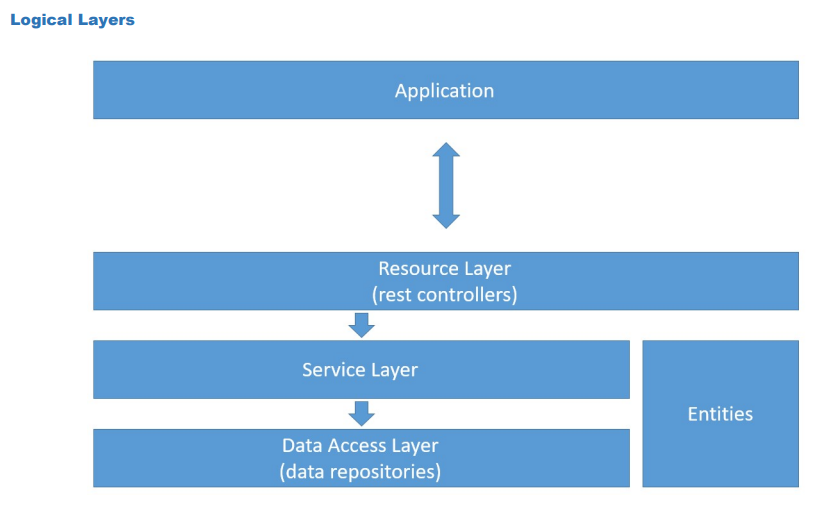 Logical Layers
Application
Resource Layer
(rest controllers)
Service Layer
Entities
Data Access Layer
(data repositories)